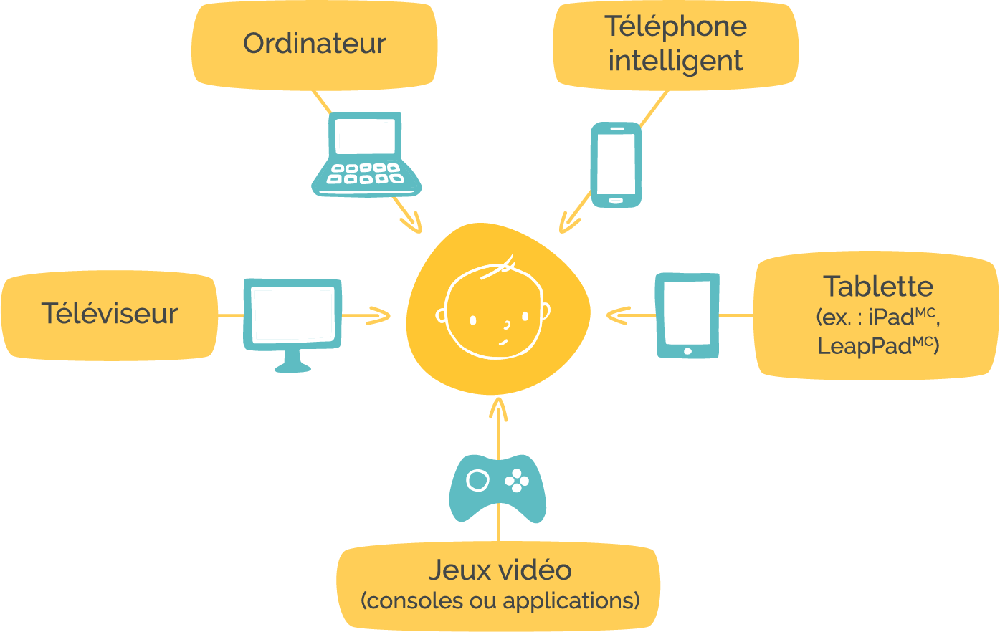 Ordinateur
Téléphone
intelligent
Téléviseur
Tablette
(ex. : iPadᴹᶜ,
LeapPadᴹᶜ)
Jeux vidéo
(consoles ou applications)